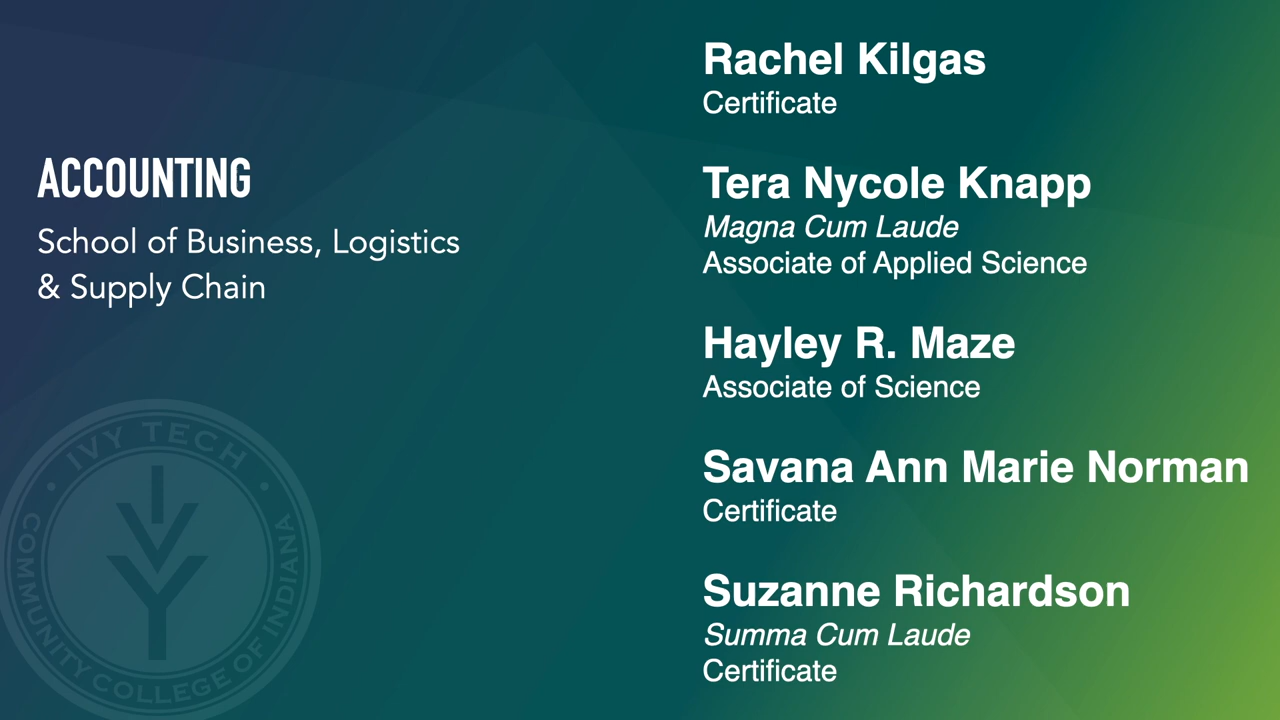 ACCOUNTING
School of Business, Logistics
& Supply Chain
IVY TECH
COMMUNITY COLLEGE OF INDIANA
IVY
Rachel Kilgas
Certificate
Tera Nycole Knapp
Magna Cum Laude
Associate of Applied Science
Hayley R. Maze
Associate of Science
Savana Ann Marie Norman
Certificate
Suzanne Richardson
Summa Cum Laude
Certificate